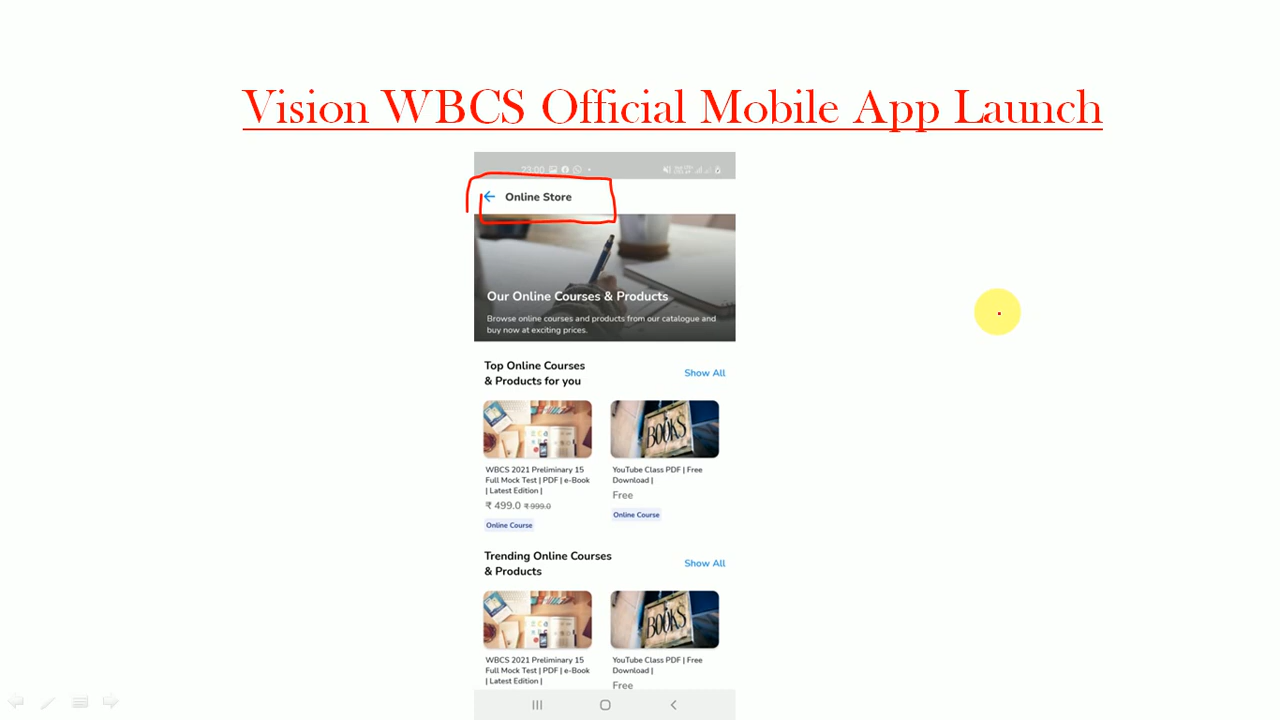 Vision WBCS Official Mobile App Launch
23:00
Online Store
Our Online Courses & Products
Browse online courses and products from our catalogue and
buy now at exciting prices.
Top Online Courses
& Products for you
Show All
BOOKS
WBCS 2021 Preliminary 15
Full Mock Test | PDF | e-Book
| Latest Edition |
₹ 499.0 ₹ 999.0
Online Course
YouTube Class PDF | Free
Download |
Free
Online Course
Trending Online Courses
& Products
Show All
BOOKS
WBCS 2021 Preliminary 15
Full Mock Test | PDF | e-Book
| Latest Edition |
YouTube Class PDF | Free
Download |
Free